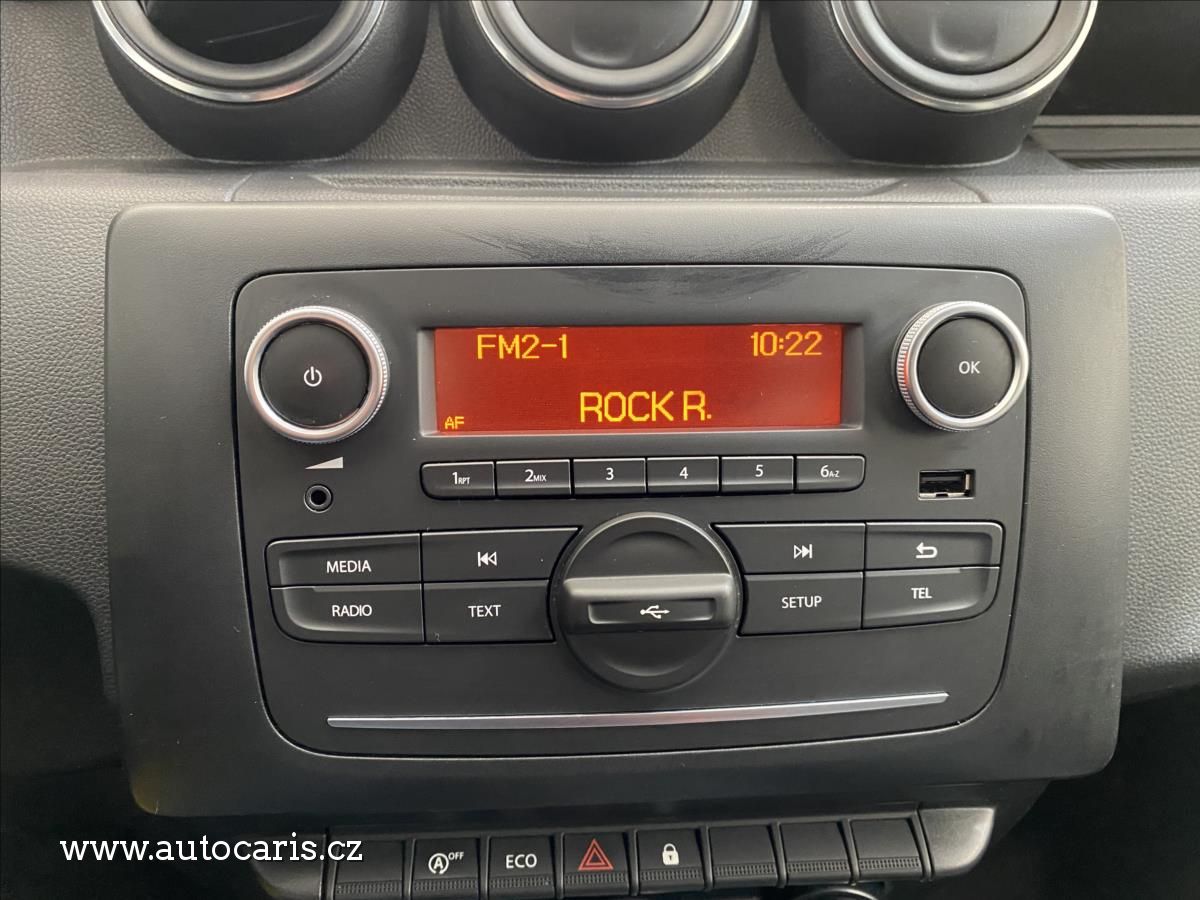 FM2-1 10:22
ROCK R.
AF
OK
1RPT 2MIX 3 4 5 6A-Z
MEDIA
RADIO TEXT SETUP TEL
A OFF ECO
www.autocaris.cz